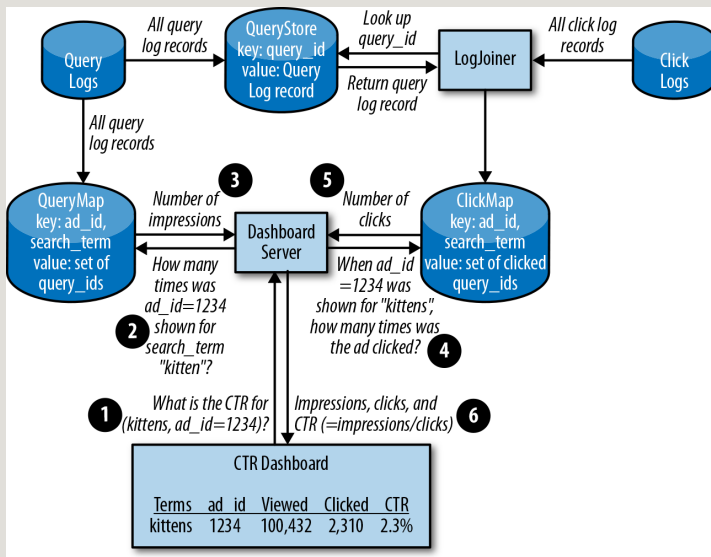 All query
log records
QueryStore
key: query_id
value: Query
Log record
Look up
query_id
Return query
log record
LogJoiner
All click log
records
Query
Logs
Click
Logs
All query
log records
QueryMap
key: ad_id,
search_term
value: set of
query_ids
3
Number of
impressions
Dashboard
Server
5
Number of
clicks
ClickMap
key: ad_id,
search_term
value: set of clicked
query_ids
2
How many
times was
ad_id=1234
shown for
search_term
"kitten"?
When ad_id
=1234 was
shown for "kittens",
how many times was
the ad clicked?
4
1
What is the CTR for
(kittens, ad_id=1234)?
Impressions, clicks, and
CTR (=impressions/clicks)
6
CTR Dashboard
Terms ad id Viewed Clicked CTR
kittens 1234 100,432 2,310 2.3%